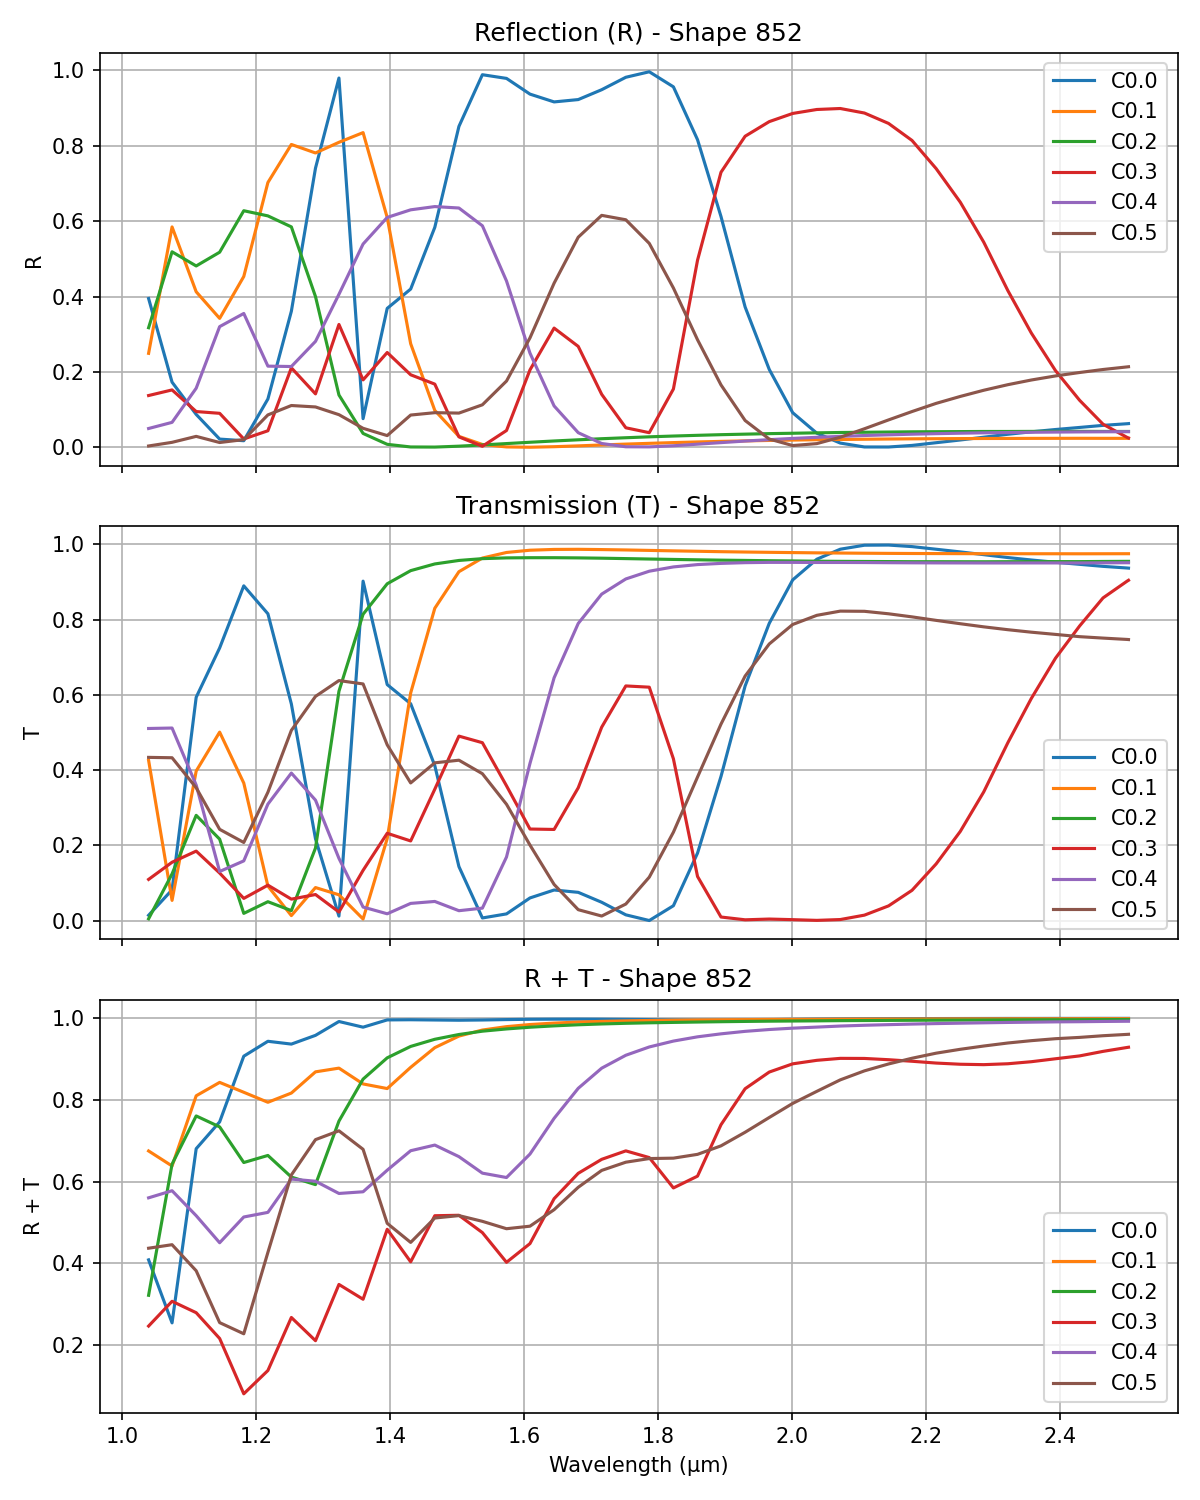 Reflection (R) - Shape 852
1.0
0.8
0.6
0.4
0.2
0.0
R
C0.0
C0.1
C0.2
C0.3
C0.4
C0.5
Transmission (T) - Shape 852
1.0
0.8
0.6
0.4
0.2
0.0
T
C0.0
C0.1
C0.2
C0.3
C0.4
C0.5
R + T - Shape 852
1.0
0.8
0.6
0.4
0.2
R + T
C0.0
C0.1
C0.2
C0.3
C0.4
C0.5
1.0 1.2 1.4 1.6 1.8 2.0 2.2 2.4
Wavelength (μm)